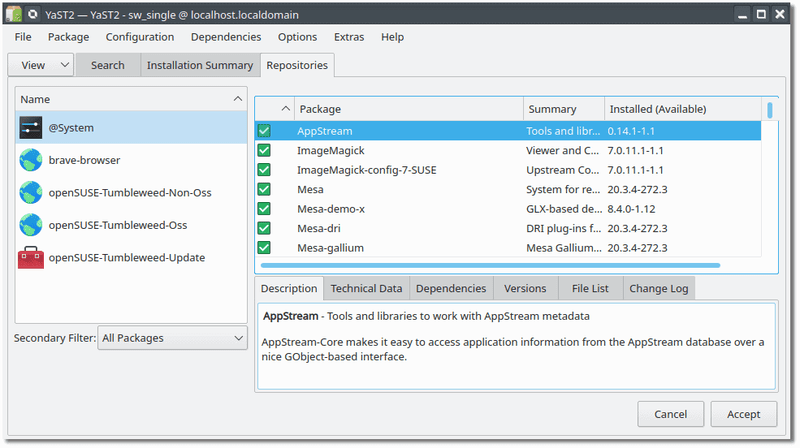 YaST2 — YaST2 - sw_single @ localhost.localdomain
File Package Configuration Dependencies Options Extras Help
View Search Installation Summary Repositories
Name
@System
brave-browser
openSUSE-Tumbleweed-Non-Oss
openSUSE-Tumbleweed-Oss
openSUSE-Tumbleweed-Update
Secondary Filter: All Packages
Package Summary Installed (Available)
AppStream Tools and libr... 0.14.1-1.1
ImageMagick Viewer and C... 7.0.11.1-1.1
ImageMagick-config-7-SUSE Upstream Co... 7.0.11.1-1.1
Mesa System for re... 20.3.4-272.3
Mesa-demo-x GLX-based de... 8.4.0-1.12
Mesa-dri DRI plug-ins f... 20.3.4-272.3
Mesa-gallium Mesa Gallium... 20.3.4-272.3
Description Technical Data Dependencies Versions File List Change Log
AppStream - Tools and libraries to work with AppStream metadata
AppStream-Core makes it easy to access application information from the AppStream database over a
nice GObject-based interface.
Cancel Accept